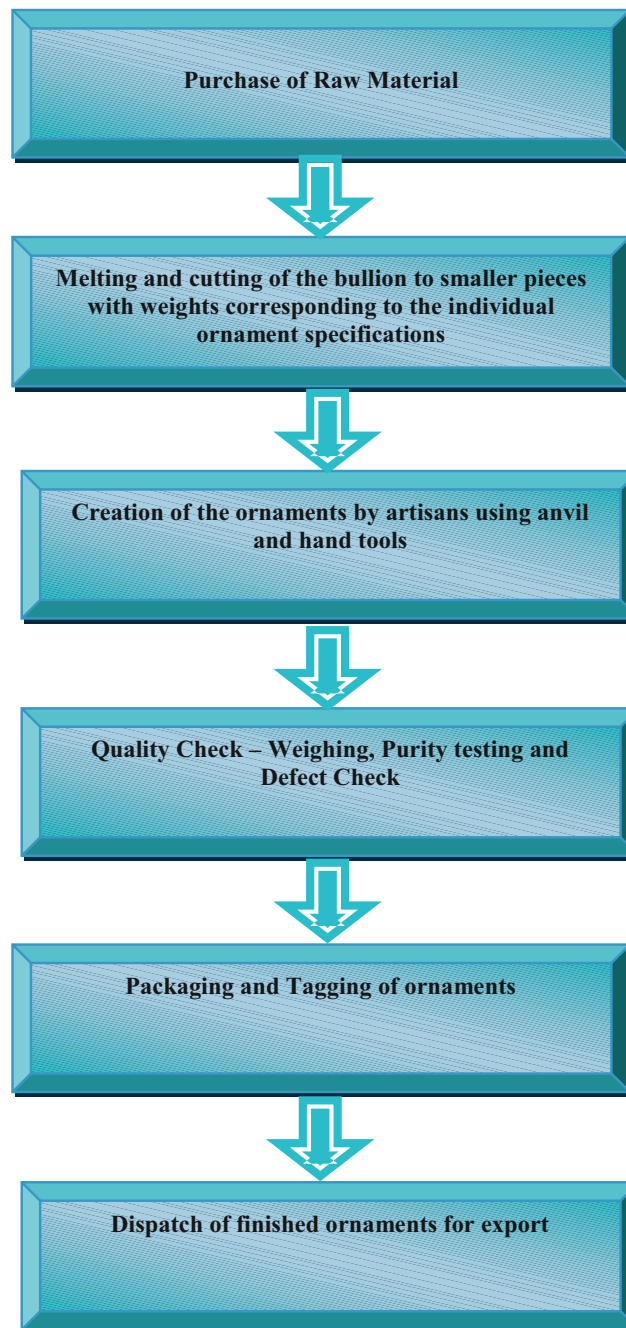 Purchase of Raw Material
Melting and cutting of the bullion to smaller pieces
with weights corresponding to the individual
ornament specifications
Creation of the ornaments by artisans using anvil
and hand tools
Quality Check – Weighing, Purity testing and
Defect Check
Packaging and Tagging of ornaments
Dispatch of finished ornaments for export